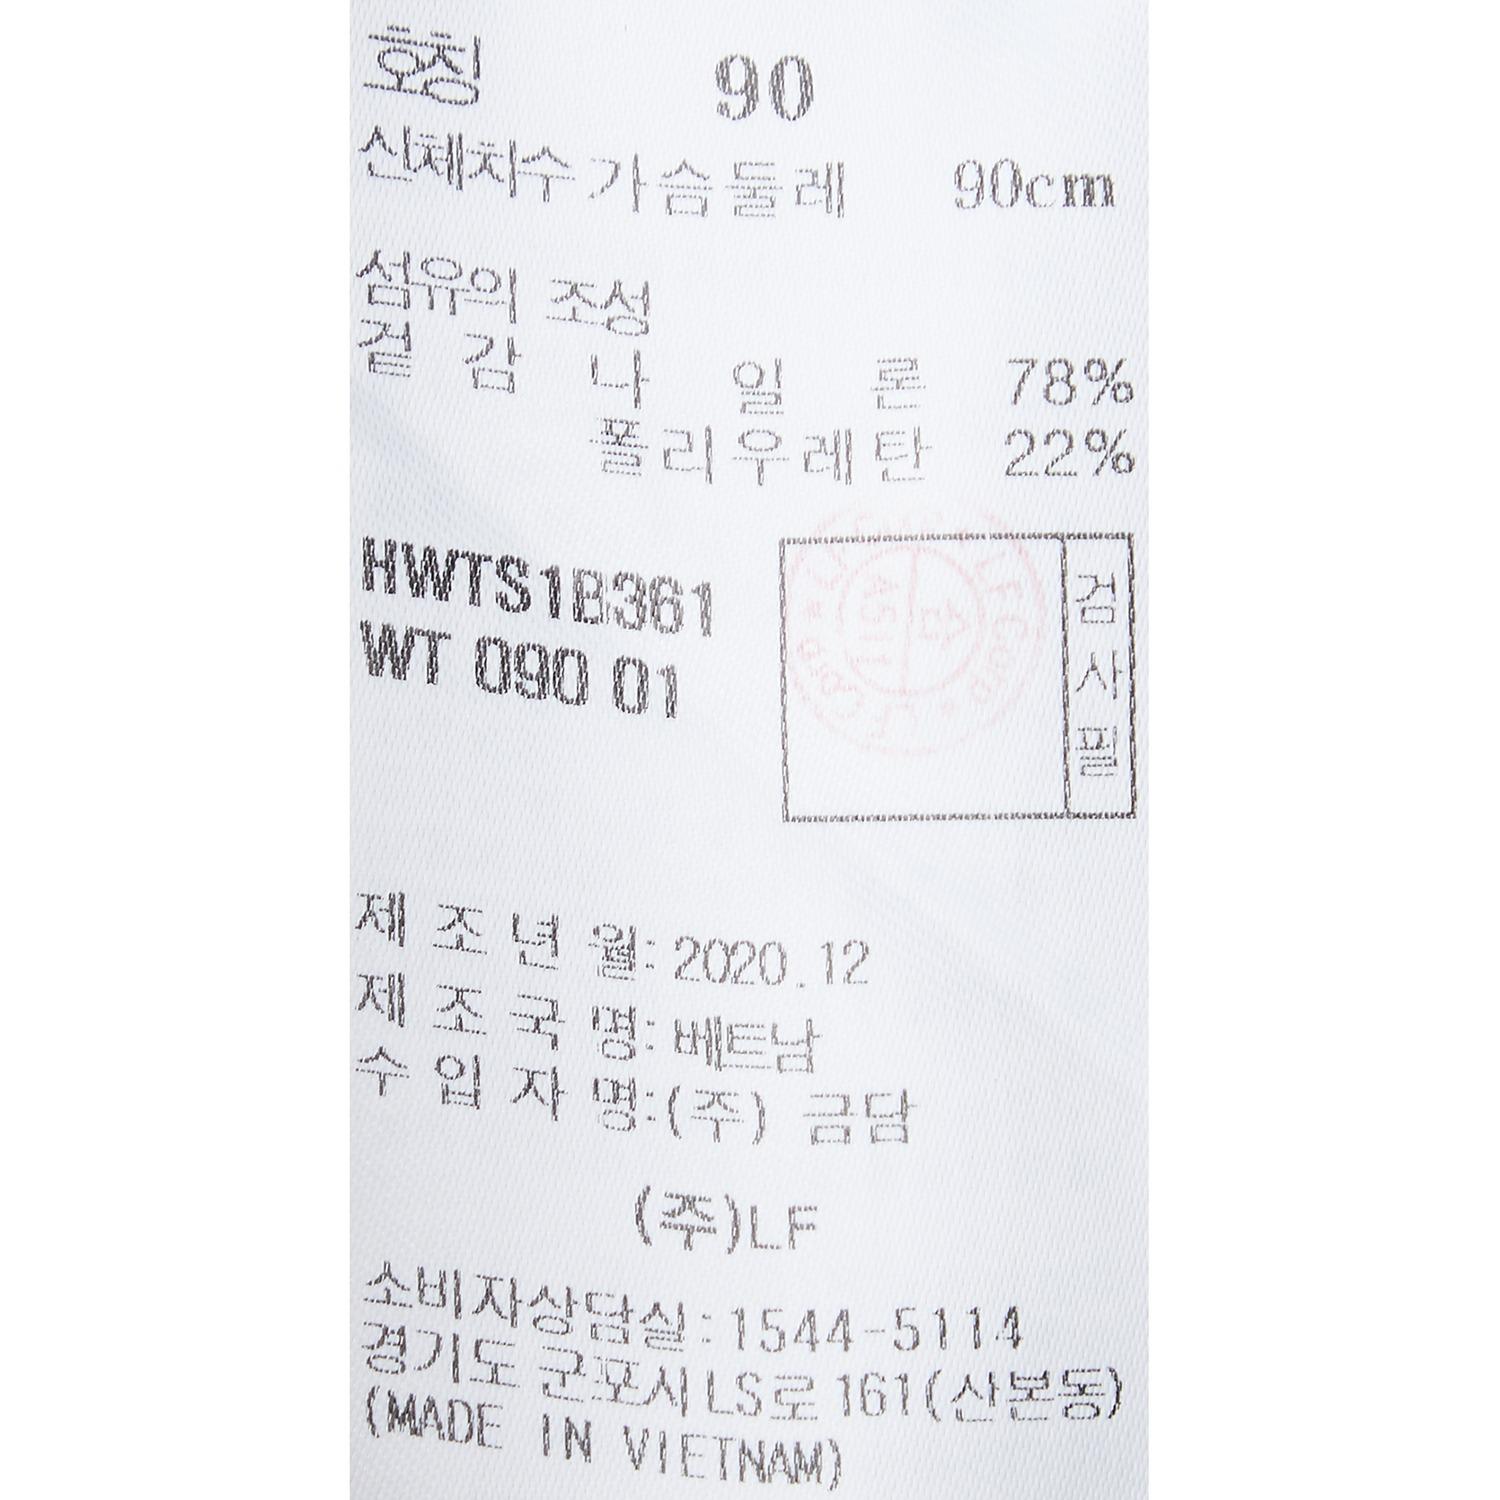 호칭 90
신체치수 가슴둘레 90cm
섬유의 조성
겉 감 나 일 론 78%
폴리우레탄 22%
HWTS1B361
WT 090 01
검사필
제 조 년 월: 2020.12
제 조 국 명: 베트남
수 입 자 명:(주) 금담
(주)LF
소비자상담실:1544-5114
경기도 군포시 LS로 161(산본동)
(MADE IN VIETNAM)